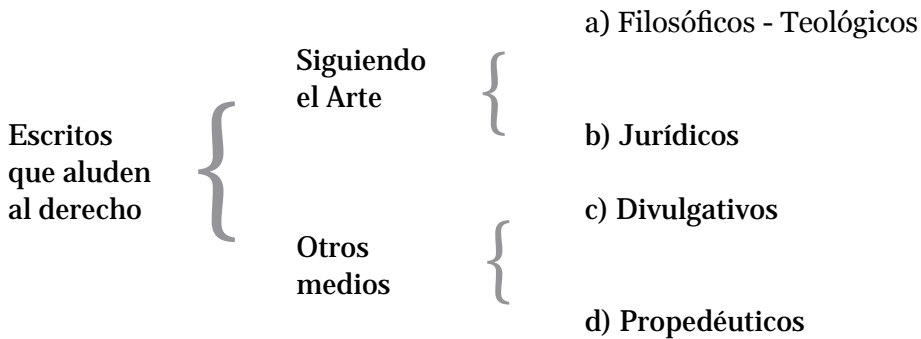 Escritos
que aluden
al derecho
Siguiendo
el Arte
a) Filosóficos - Teológicos
b) Jurídicos
Otros
medios
c) Divulgativos
d) Propedéuticos